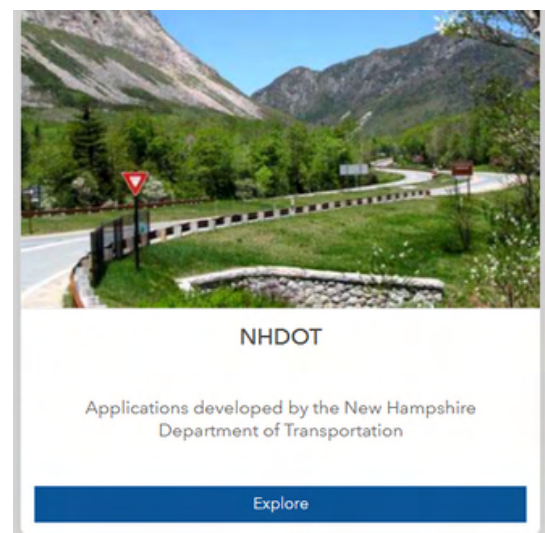 NHDOT
Applications developed by the New Hampshire
Department of Transportation
Explore